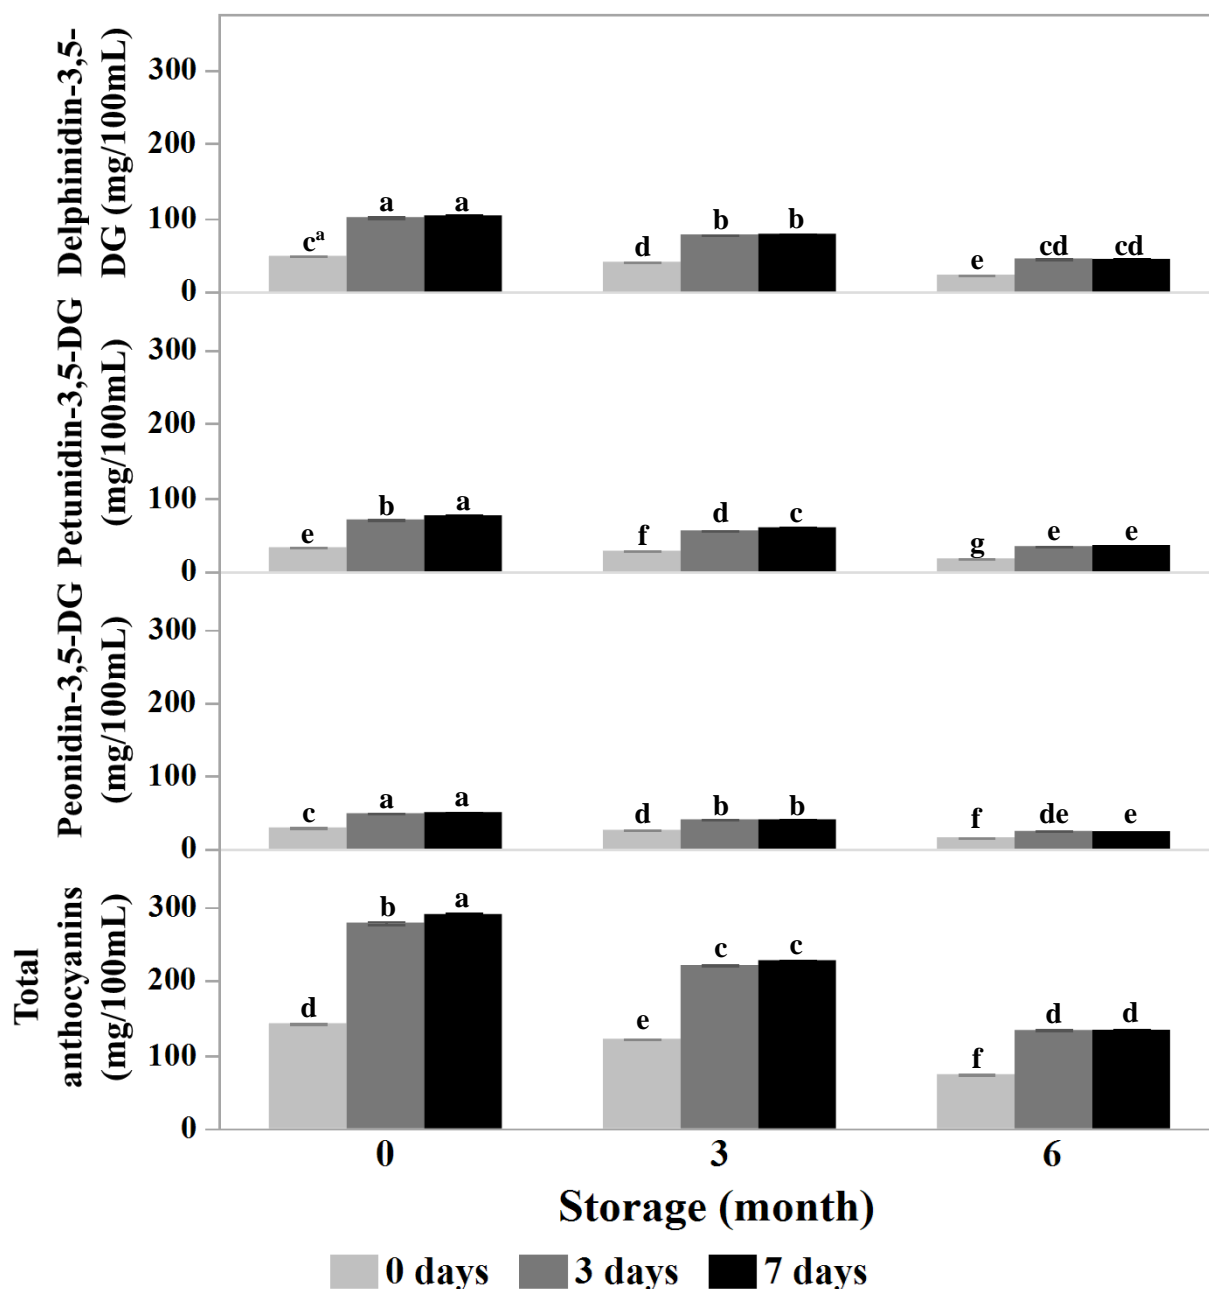 Delphinidin-3,5-
DG (mg/100mL)
300
200
100
0
cᵃ
a
a
d
b
b
e
cd
cd
Petunidin-3,5-DG
(mg/100mL)
300
200
100
0
e
b
a
f
d
c
g
e
e
Peonidin-3,5-DG
(mg/100mL)
300
200
100
0
c
a
a
d
b
b
f
de
e
Total
anthocyanins
(mg/100mL)
300
200
100
0
d
b
a
e
c
c
f
d
d
0 3 6
Storage (month)
0 days 3 days 7 days